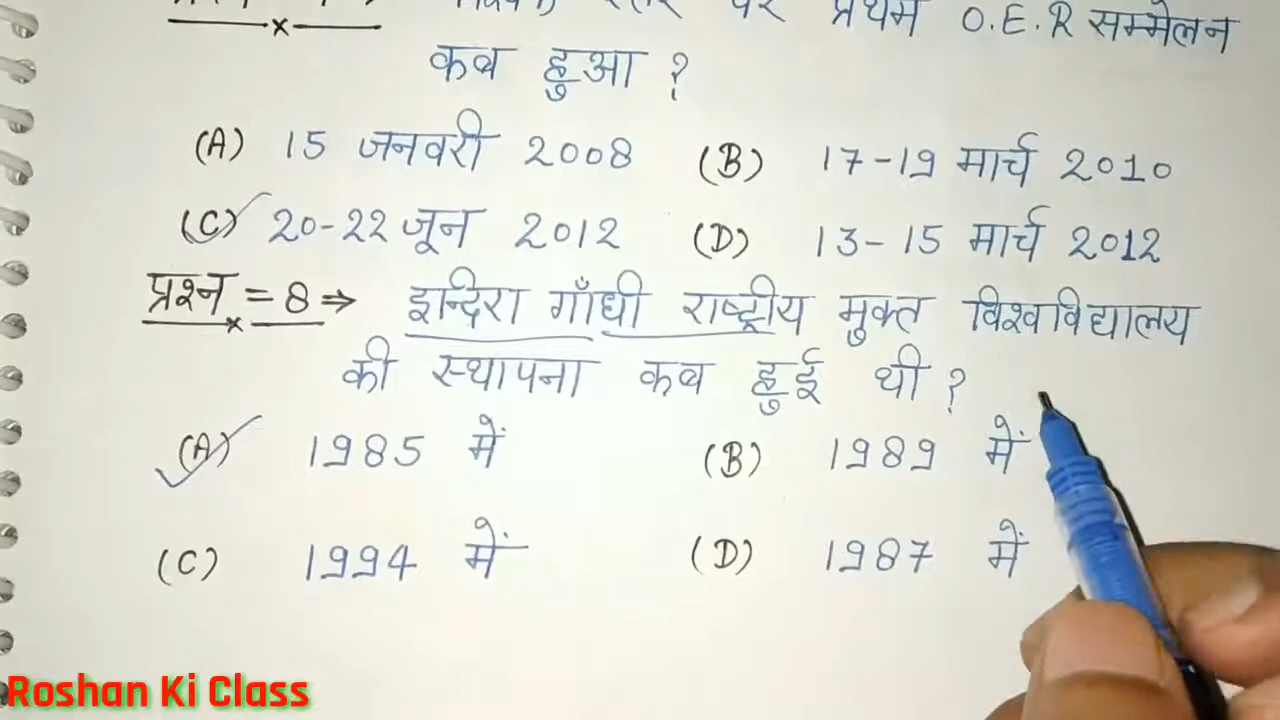 स्तर पर प्रथम O.E.R सम्मेलन
कब हुआ ?
(A) 15 जनवरी 2008 (B) 17-19 मार्च 2010
(C) 20-22 जून 2012 (D) 13-15 मार्च 2012
प्रश्न = 8 ⇒ इन्दिरा गाँधी राष्ट्रीय मुक्त विश्वविद्यालय
की स्थापना कब हुई थी ?
(A) 1985 में (B) 1989 में
(C) 1994 में (D) 1987 में
Roshan Ki Class